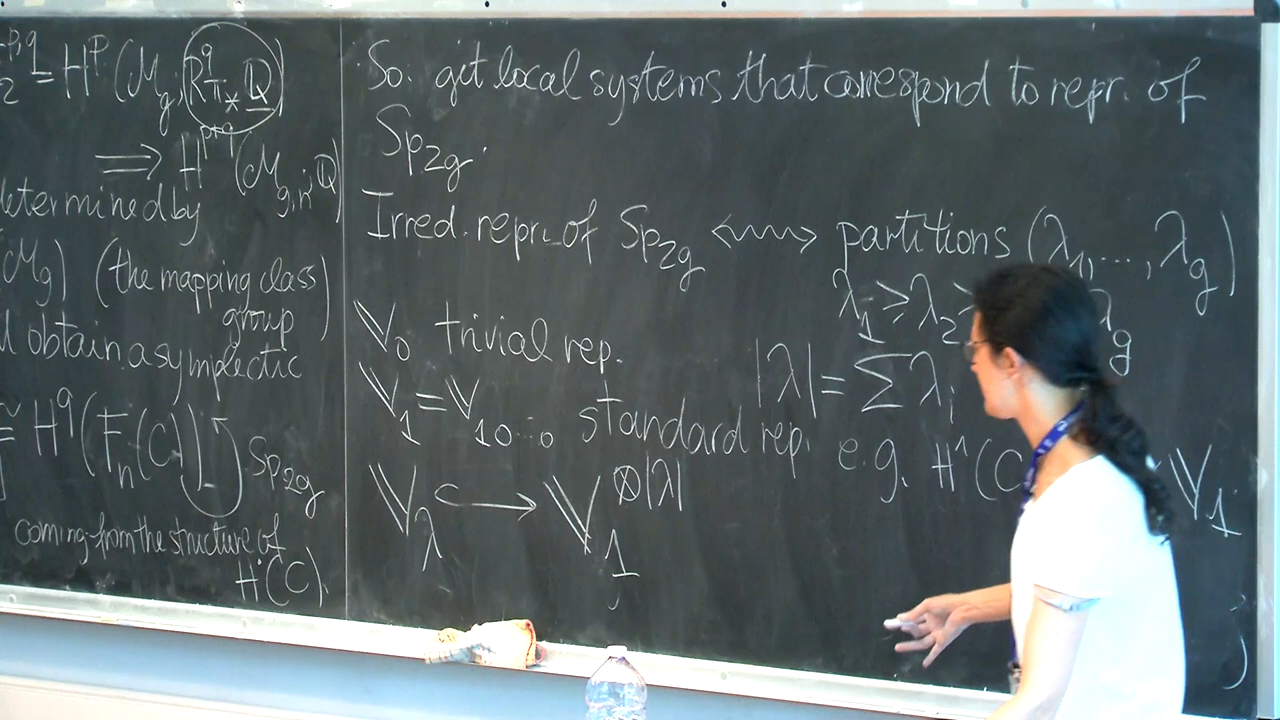 E_2^{p,q} = H^p(M_g, R^qπ_* Q)
⟹ H^{p+q}(M_{g,n}, Q)
determined by
(M_g) (the mapping class
group)
obtain a symplectic
≅ H^q(F_n(C)) ↺ Sp_{2g}
coming from the structure of
H^•(C)
So: get local systems that correspond to repr. of
Sp_{2g}.
Irred. repr. of Sp_{2g} ⟷ partitions (λ_1, ..., λ_g)
λ_1 ≥ λ_2 ≥ λ_g
V_0 trivial rep.
|λ| = Σ λ_i
V_1 = V_{10...0} standard rep. e.g. H^1(C V_1
V_λ ↪ V_1^{⊗|λ|}